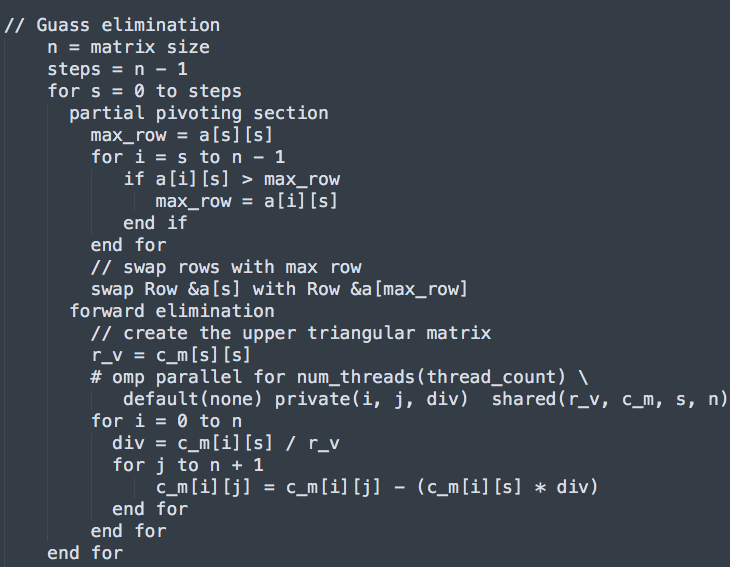 // Guass elimination
n = matrix size
steps = n - 1
for s = 0 to steps
partial pivoting section
max_row = a[s][s]
for i = s to n - 1
if a[i][s] > max_row
max_row = a[i][s]
end if
end for
// swap rows with max row
swap Row &a[s] with Row &a[max_row]
forward elimination
// create the upper triangular matrix
r_v = c_m[s][s]
# omp parallel for num_threads(thread_count) \
default(none) private(i, j, div)  shared(r_v, c_m, s, n)
for i = 0 to n
div = c_m[i][s] / r_v
for j to n + 1
c_m[i][j] = c_m[i][j] - (c_m[i][s] * div)
end for
end for
end for